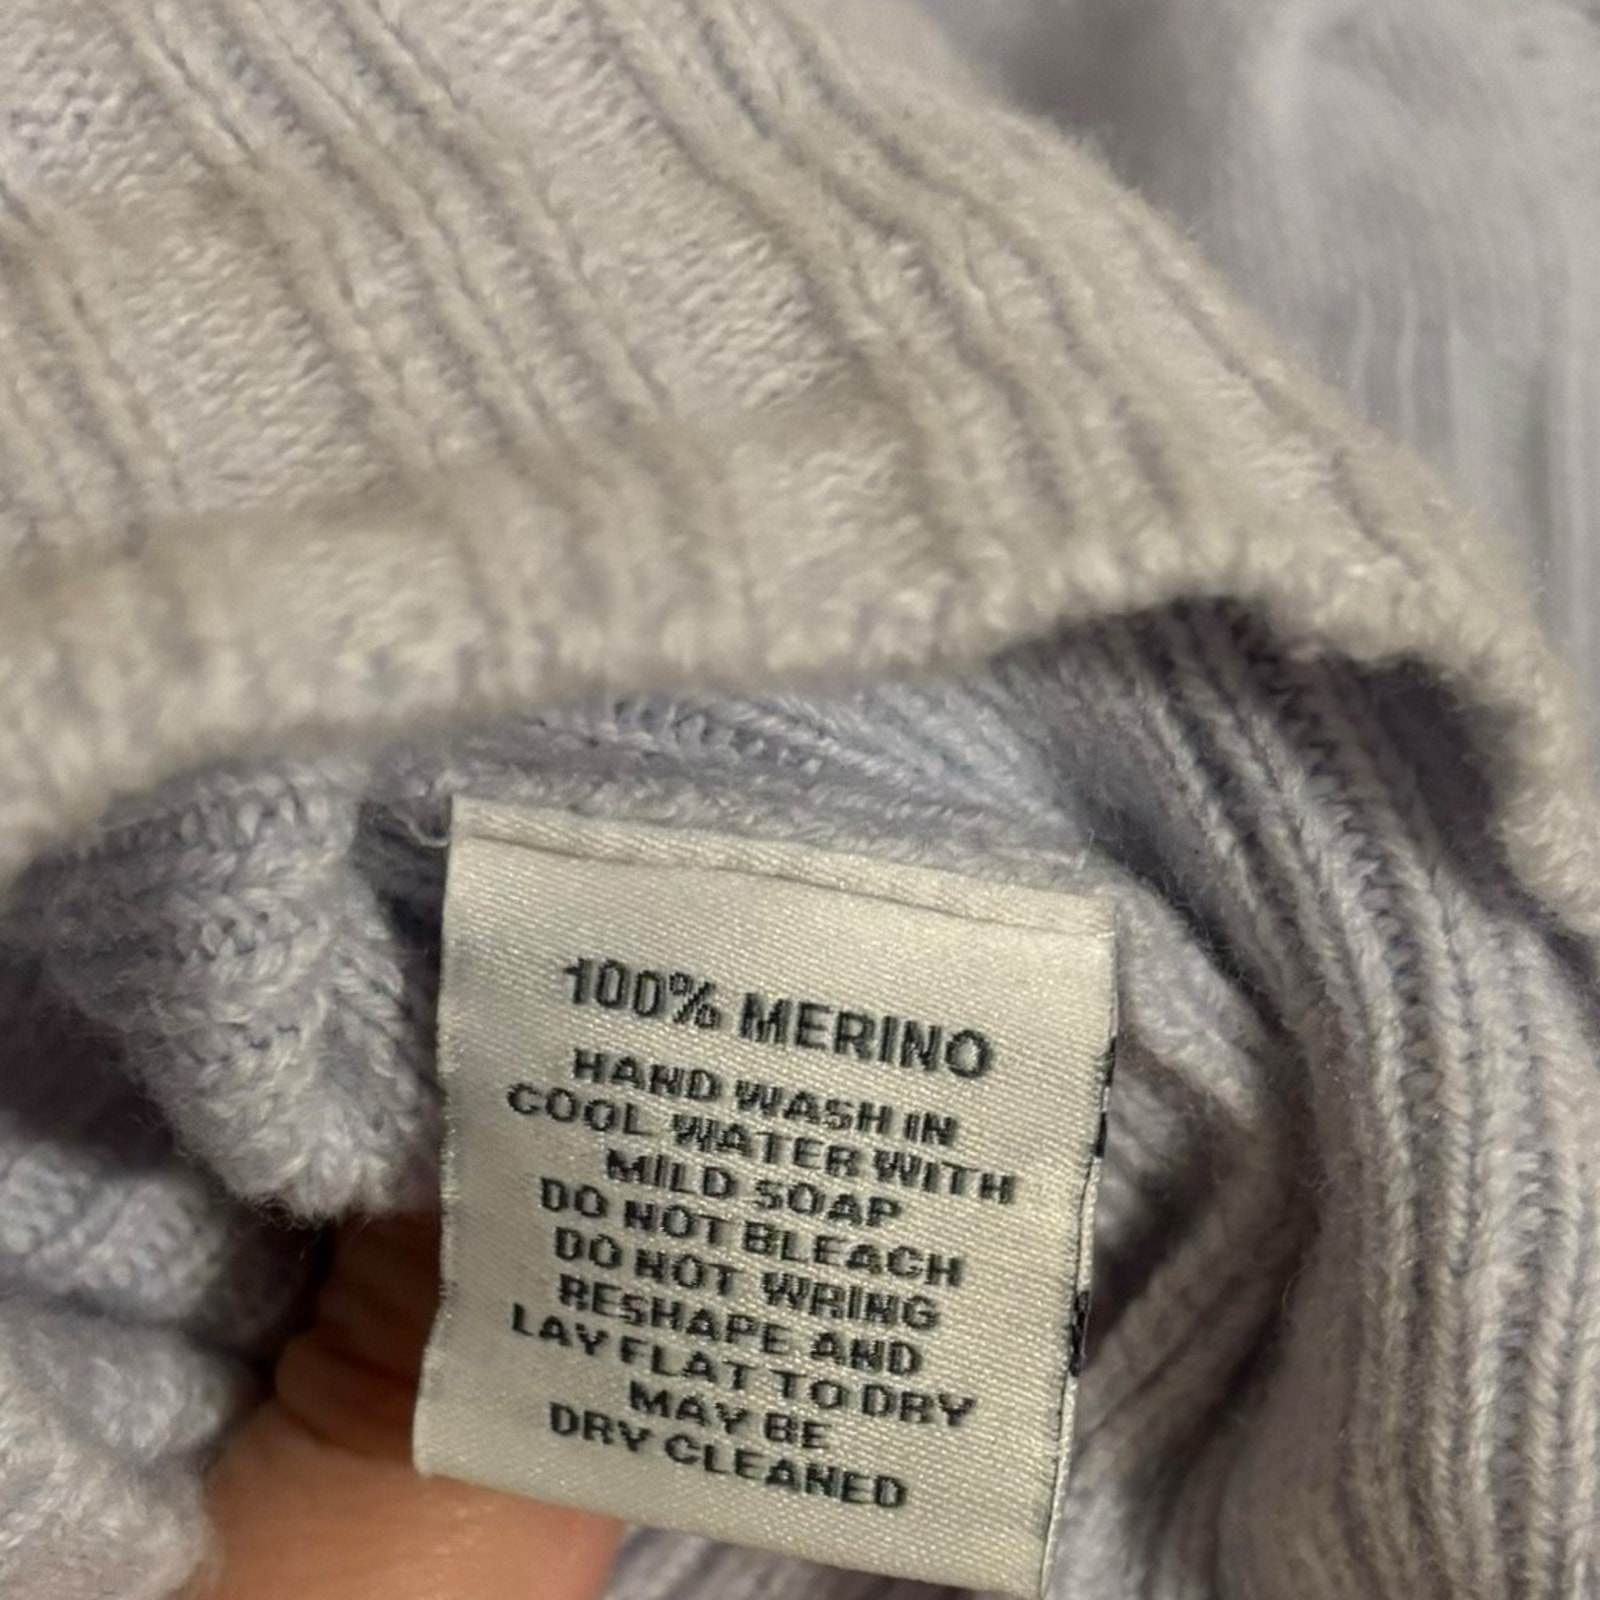 100% MERINO
HAND WASH IN
COOL WATER WITH
MILD SOAP
DO NOT BLEACH
DO NOT WRING
RESHAPE AND
LAY FLAT TO DRY
MAY BE
DRY CLEANED